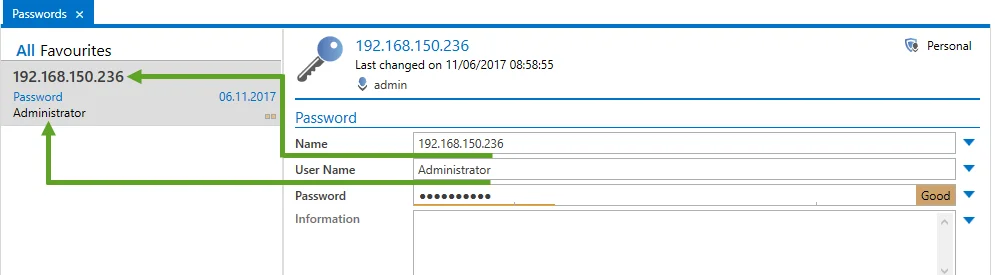 Passwords ×
All Favourites
192.168.150.236
Password 06.11.2017
Administrator
192.168.150.236
Last changed on 11/06/2017 08:58:55
admin
Personal
Password
Name 192.168.150.236
User Name Administrator
Password ●●●●●●●●●● Good
Information